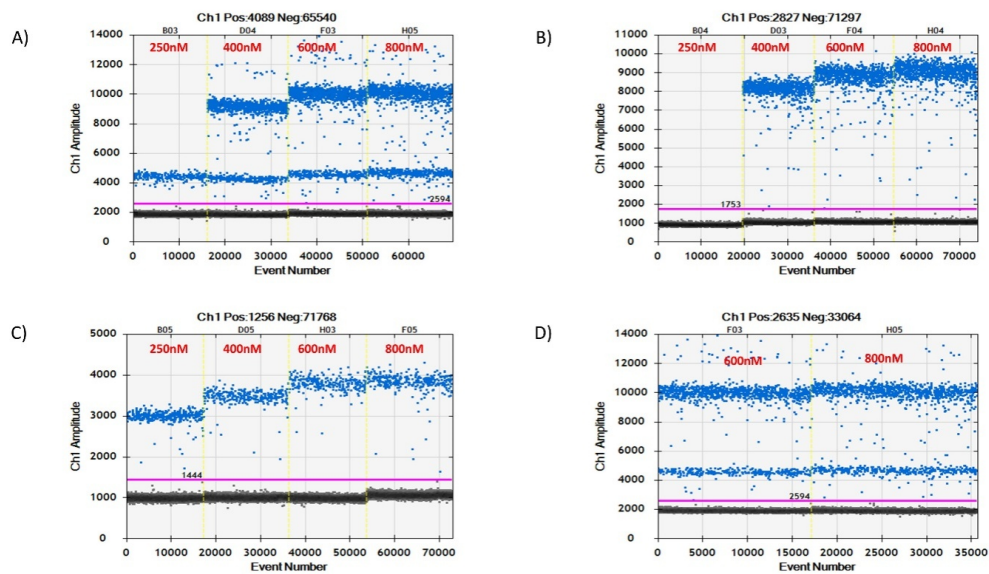 A)
Ch1 Pos:4089 Neg:65540
B03 D04 F03 H05
250nM 400nM 600nM 800nM
14000
12000
10000
8000
6000
4000
2000
0
Ch1 Amplitude
2594
0 10000 20000 30000 40000 50000 60000
Event Number
B)
Ch1 Pos:2827 Neg:71297
B04 D03 F04 H04
250nM 400nM 600nM 800nM
11000
10000
9000
8000
7000
6000
5000
4000
3000
2000
1000
0
Ch1 Amplitude
1753
0 10000 20000 30000 40000 50000 60000 70000
Event Number
C)
Ch1 Pos:1256 Neg:71768
B05 D05 H03 F05
250nM 400nM 600nM 800nM
5000
4000
3000
2000
1000
0
Ch1 Amplitude
1444
0 10000 20000 30000 40000 50000 60000 70000
Event Number
D)
Ch1 Pos:2635 Neg:33064
F03 H05
600nM 800nM
14000
12000
10000
8000
6000
4000
2000
0
Ch1 Amplitude
2594
0 5000 10000 15000 20000 25000 30000 35000
Event Number